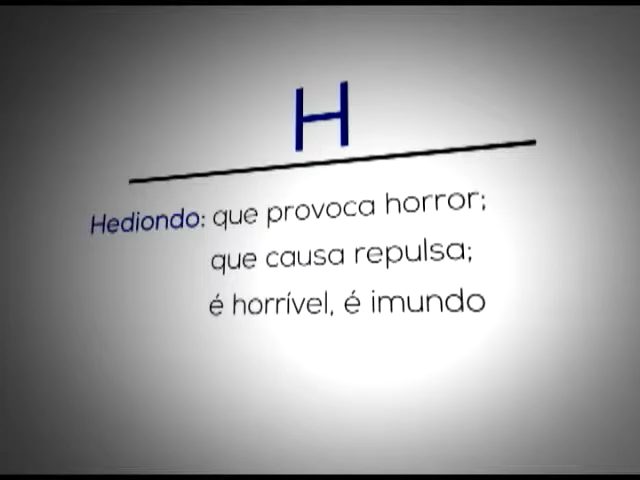 H
Hediondo: que provoca horror;
que causa repulsa;
é horrível, é imundo